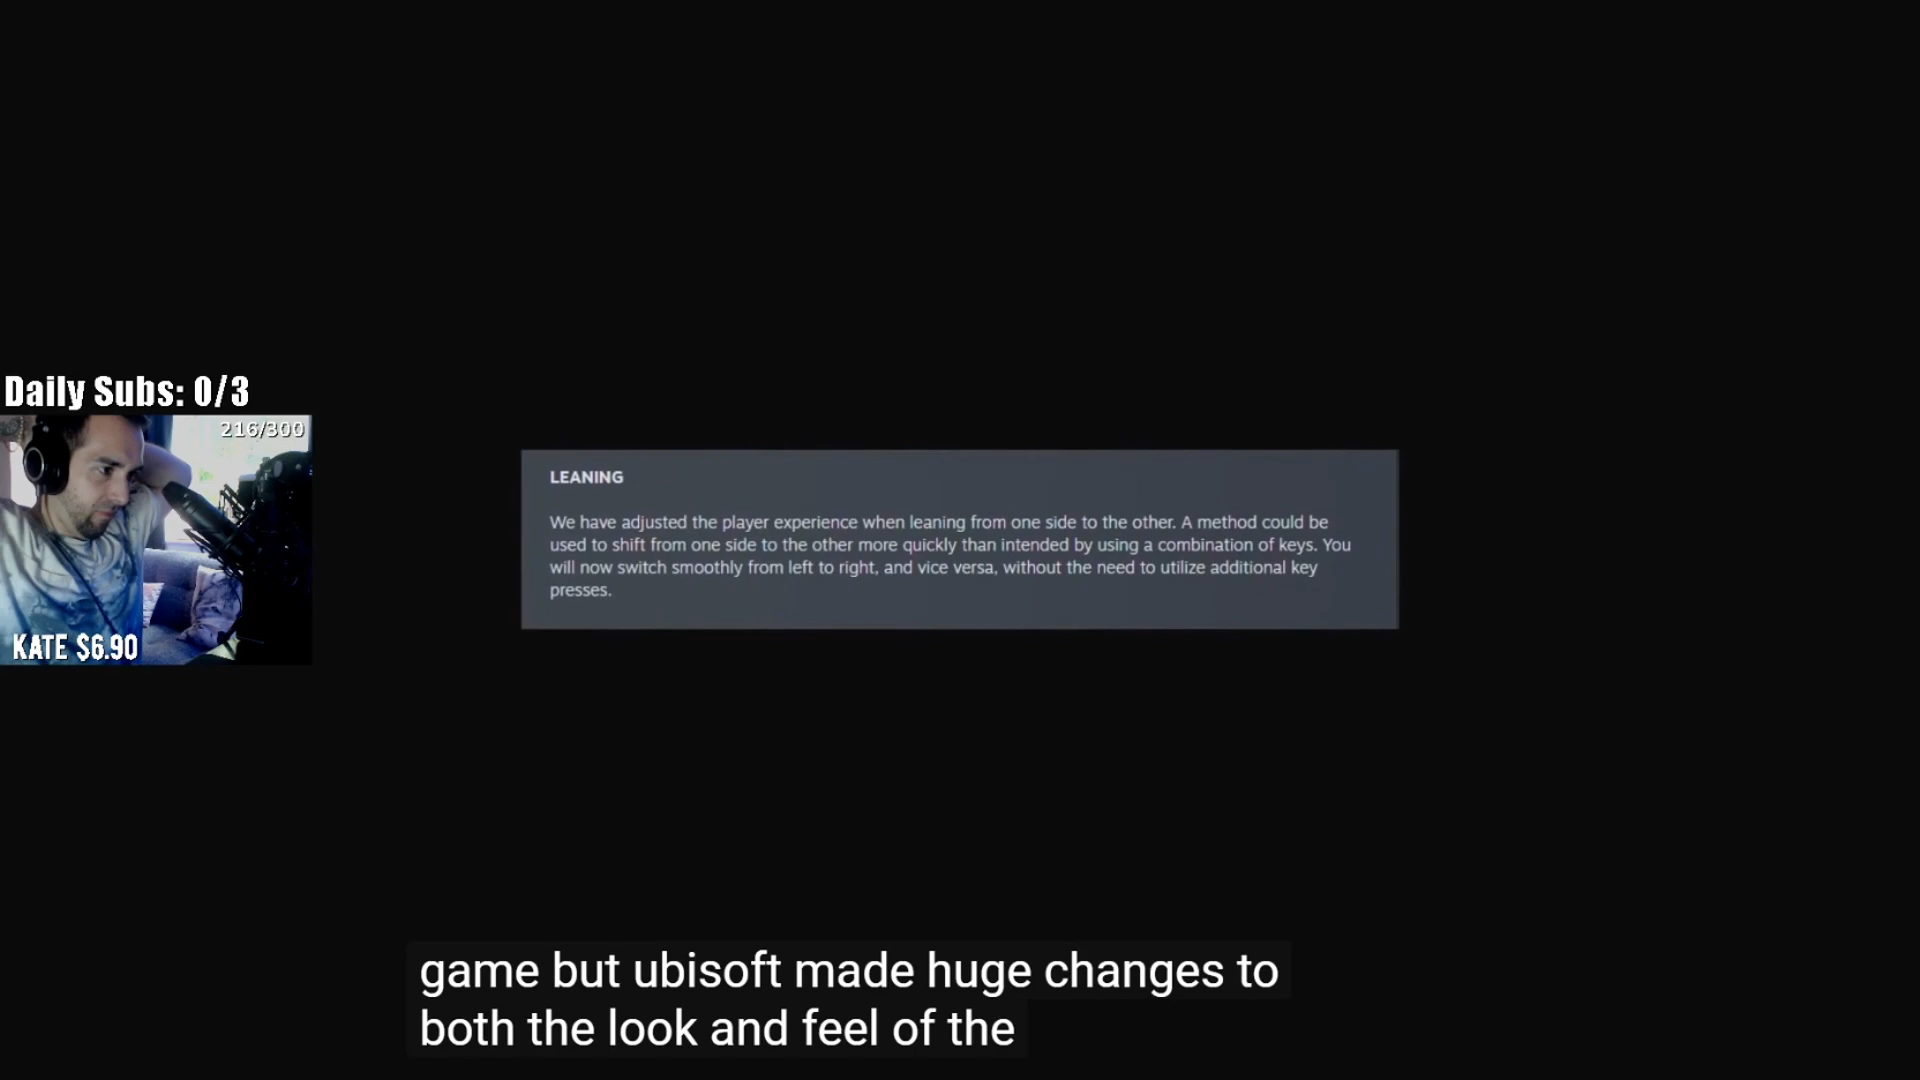 Daily Subs: 0/3
216/300
KATE $6.90
LEANING
We have adjusted the player experience when leaning from one side to the other. A method could be
used to shift from one side to the other more quickly than intended by using a combination of keys. You
will now switch smoothly from left to right, and vice versa, without the need to utilize additional key
presses.
game but ubisoft made huge changes to
both the look and feel of the